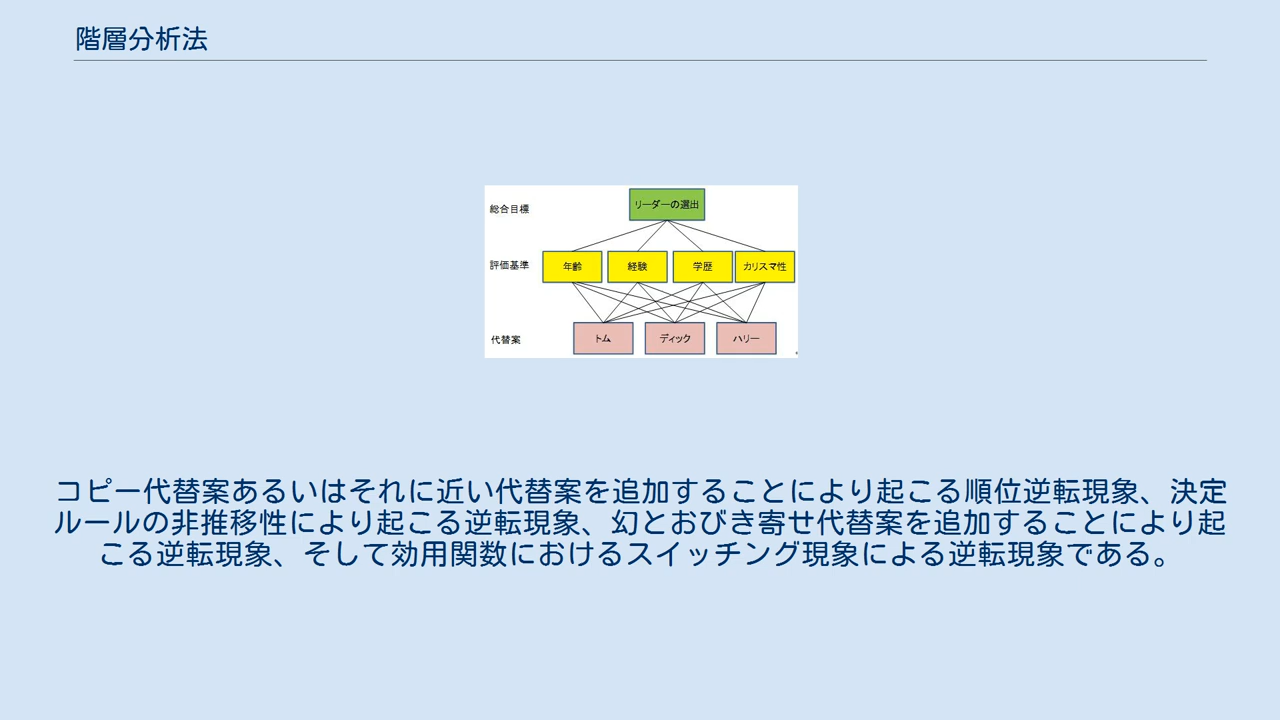 階層分析法
総合目標
リーダーの選出
評価基準
年齢
経験
学歴
カリスマ性
代替案
トム
ディック
ハリー
コピー代替案あるいはそれに近い代替案を追加することにより起こる順位逆転現象、決定
ルールの非推移性により起こる逆転現象、幻とおびき寄せ代替案を追加することにより起
こる逆転現象、そして効用関数におけるスイッチング現象による逆転現象である。